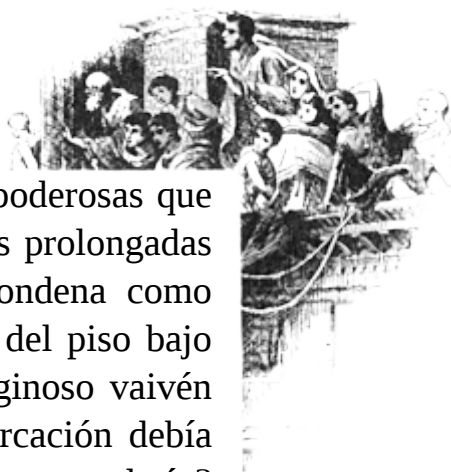 poderosas que
s prolongadas
ondena como
del piso bajo
ginoso vaivén
rcación debía